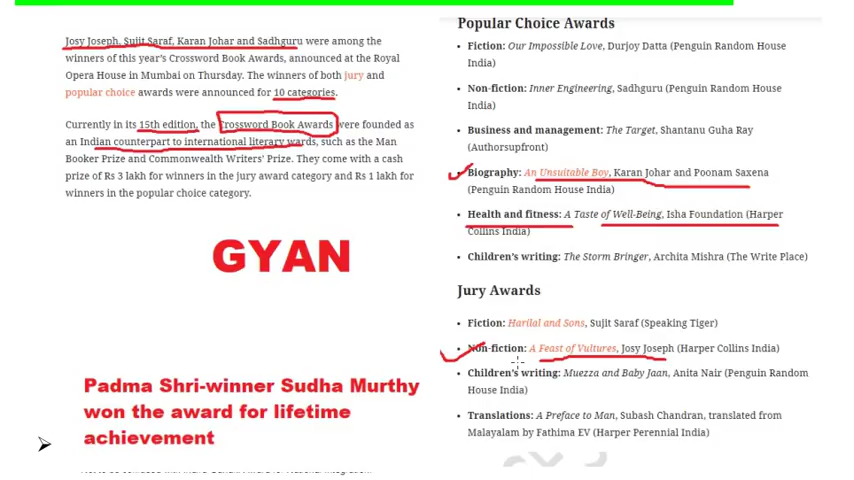 Josy Joseph, Sujit Saraf, Karan Johar and Sadhguru were among the
winners of this year's Crossword Book Awards, announced at the Royal
Opera House in Mumbai on Thursday. The winners of both jury and
popular choice awards were announced for 10 categories.
Currently in its 15th edition, the Crossword Book Awards were founded as
an Indian counterpart to international literary wards, such as the Man
Booker Prize and Commonwealth Writers' Prize. They come with a cash
prize of Rs 3 lakh for winners in the jury award category and Rs 1 lakh for
winners in the popular choice category.
GYAN
Padma Shri-winner Sudha Murthy
won the award for lifetime
achievement
Popular Choice Awards
• Fiction: Our Impossible Love, Durjoy Datta (Penguin Random House
India)
• Non-fiction: Inner Engineering, Sadhguru (Penguin Random House
India)
• Business and management: The Target, Shantanu Guha Ray
(Authorsupfront)
• Biography: An Unsuitable Boy, Karan Johar and Poonam Saxena
(Penguin Random House India)
• Health and fitness: A Taste of Well-Being, Isha Foundation (Harper
Collins India)
• Children's writing: The Storm Bringer, Archita Mishra (The Write Place)
Jury Awards
• Fiction: Harilal and Sons, Sujit Saraf (Speaking Tiger)
• Non-fiction: A Feast of Vultures, Josy Joseph (Harper Collins India)
• Children's writing: Muezza and Baby Jaan, Anita Nair (Penguin Random
House India)
• Translations: A Preface to Man, Subash Chandran, translated from
Malayalam by Fathima EV (Harper Perennial India)